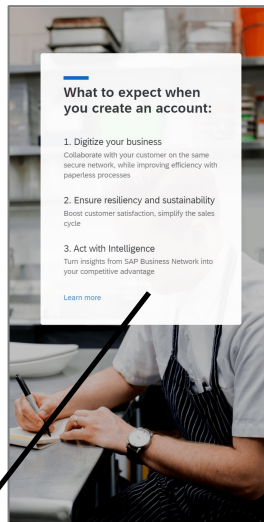 What to expect when
you create an account:
1. Digitize your business
Collaborate with your customer on the same
secure network, while improving efficiency with
paperless processes
2. Ensure resiliency and sustainability
Boost customer satisfaction, simplify the sales
cycle
3. Act with Intelligence
Turn insights from SAP Business Network into
your competitive advantage
Learn more